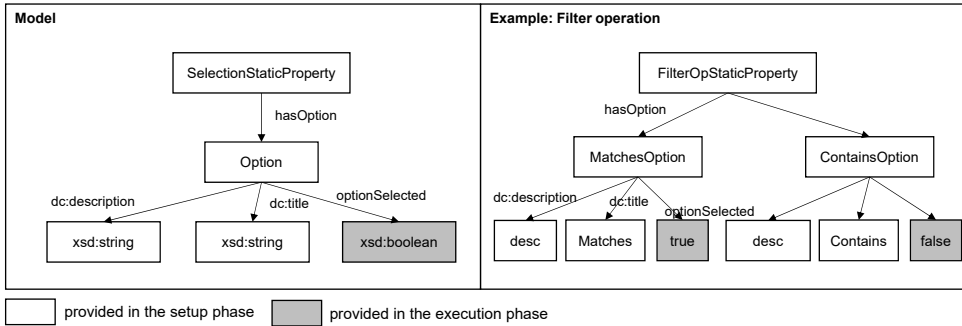 Model
Example: Filter operation
SelectionStaticProperty
hasOption
Option
dc:description
dc:title
optionSelected
xsd:string
xsd:string
xsd:boolean
FilterOpStaticProperty
hasOption
MatchesOption
ContainsOption
dc:description
dc:title
optionSelected
desc
Matches
true
desc
Contains
false
provided in the setup phase
provided in the execution phase